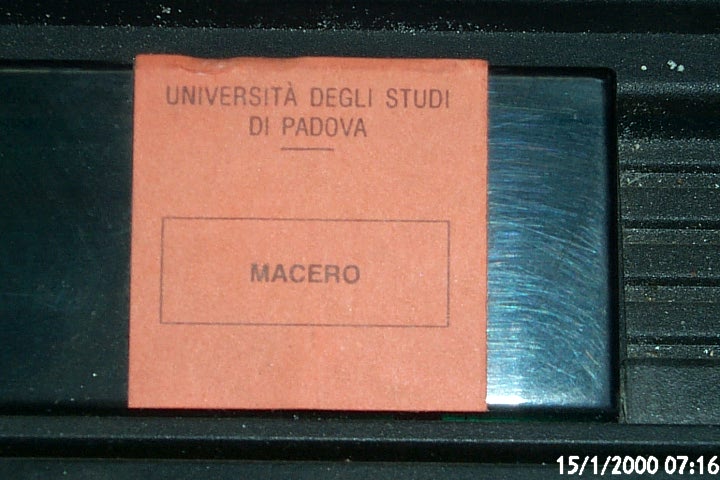 UNIVERSITÀ DEGLI STUDI
DI PADOVA
MACERO
15/1/2000 07:16